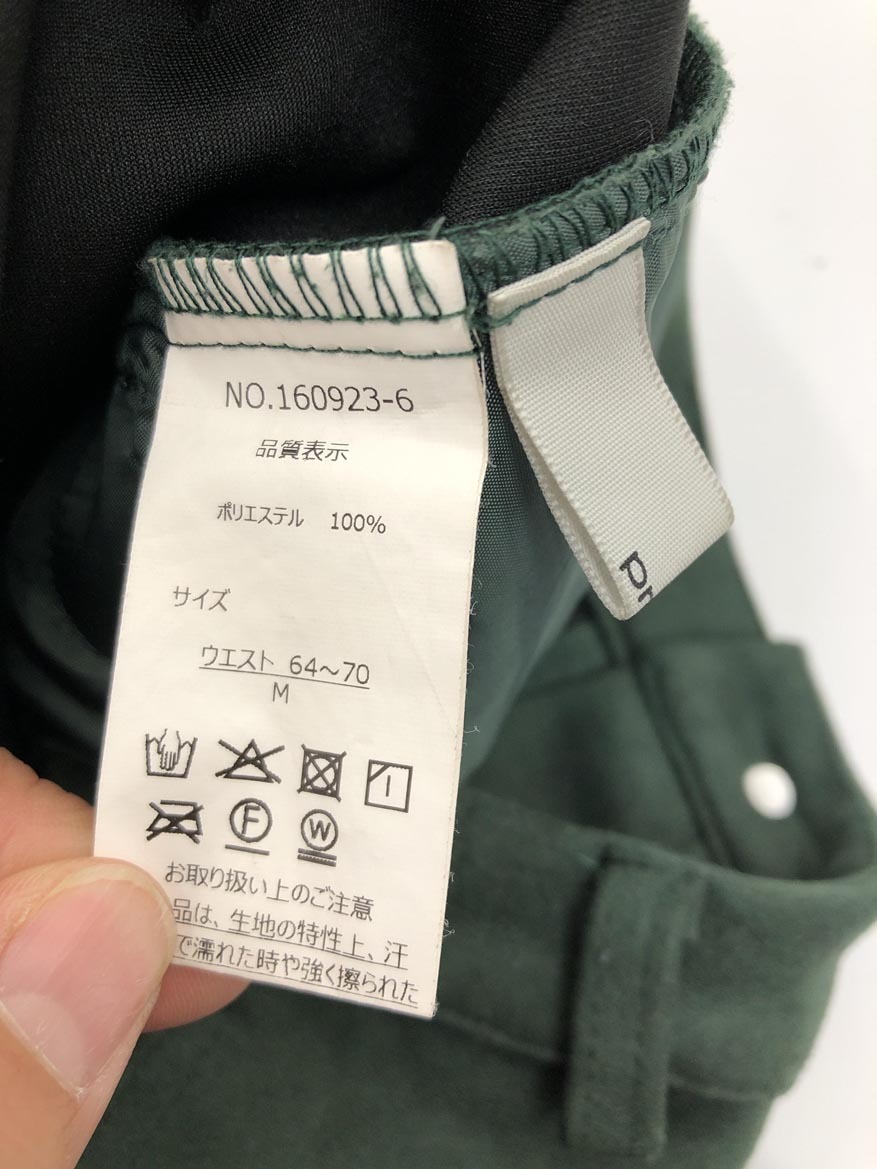 NO.160923-6
品質表示
ポリエステル 100%
サイズ
ウエスト 64～70
M
F
W
お取り扱い上のご注意
品は、生地の特性上、汗
で濡れた時や強く擦られた